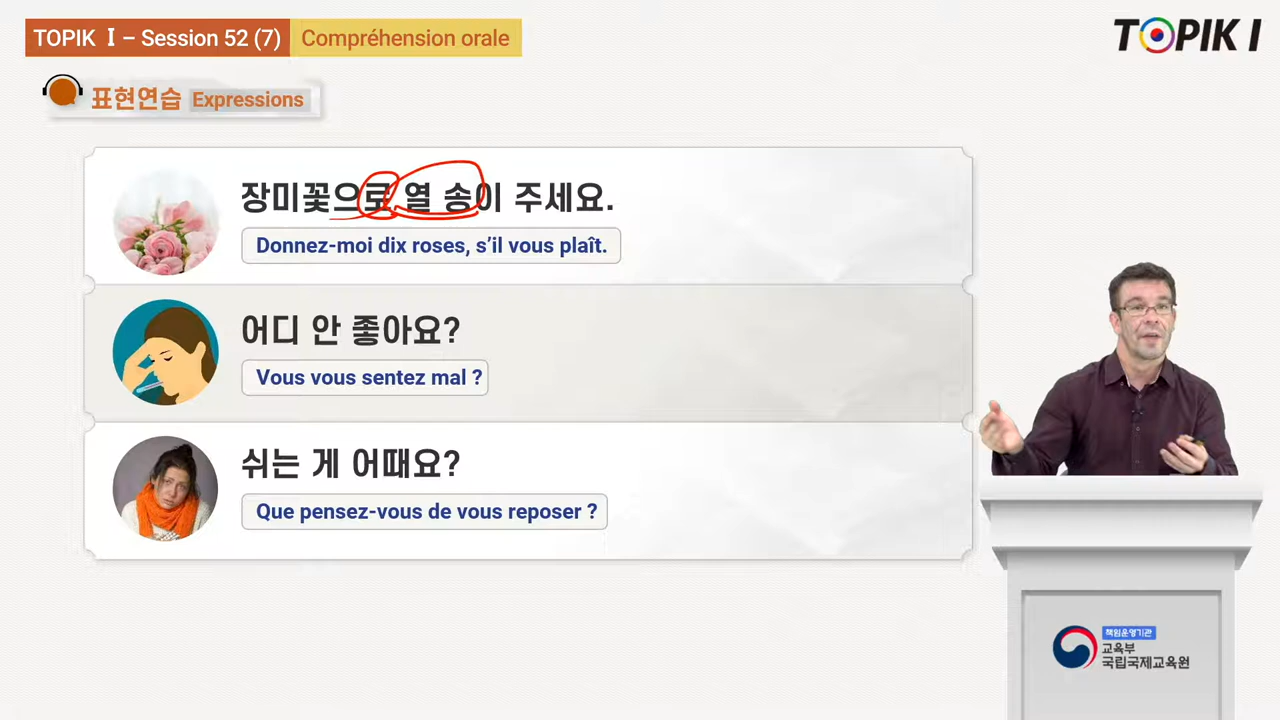 TOPIK Ⅰ – Session 52 (7) Compréhension orale
TOPIK I
표현연습 Expressions
장미꽃으로 열 송이 주세요.
Donnez-moi dix roses, s’il vous plaît.
어디 안 좋아요?
Vous vous sentez mal ?
쉬는 게 어때요?
Que pensez-vous de vous reposer ?
책임운영기관
교육부
국립국제교육원